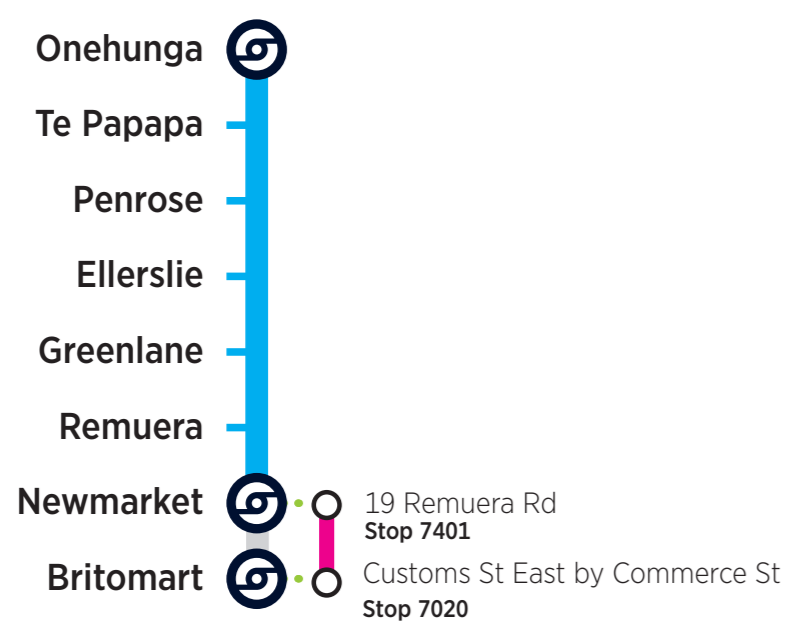 Onehunga
Te Papapa
Penrose
Ellerslie
Greenlane
Remuera
Newmarket
19 Remuera Rd
Stop 7401
Britomart
Customs St East by Commerce St
Stop 7020